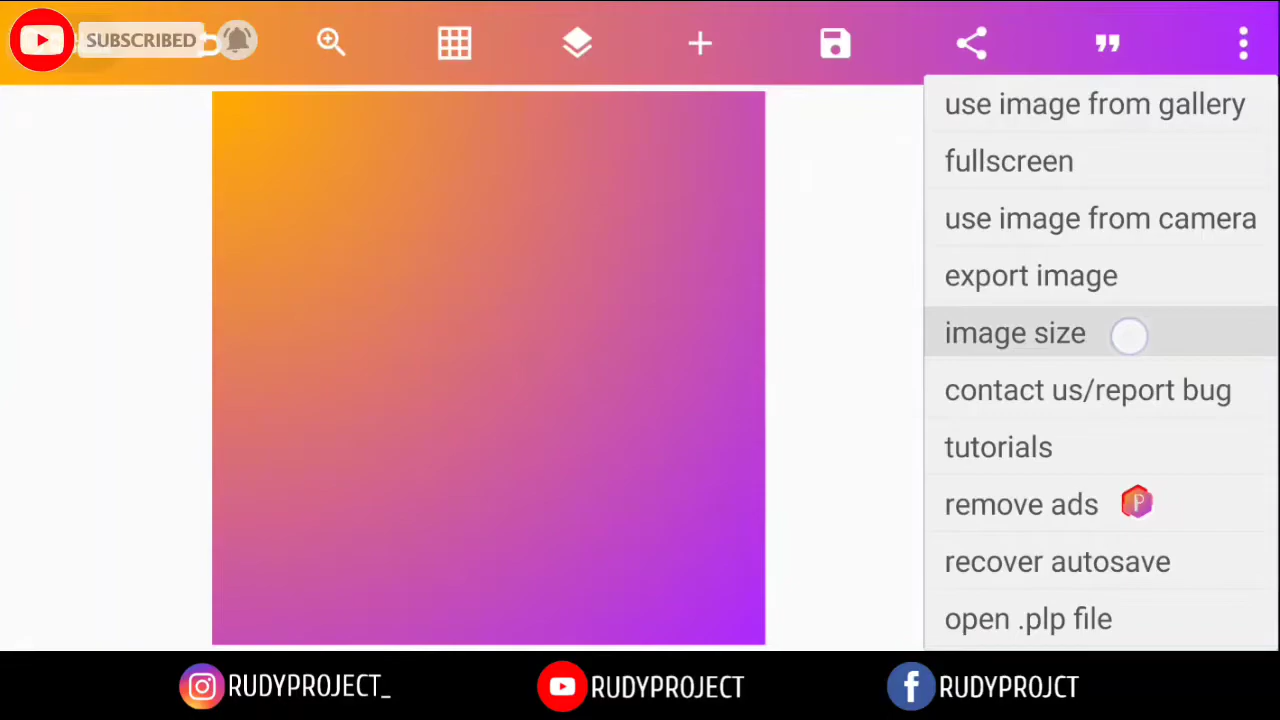 SUBSCRIBED
use image from gallery
fullscreen
use image from camera
export image
image size
contact us/report bug
tutorials
remove ads P
recover autosave
open .plp file
RUDYPROJECT_
RUDYPROJECT
RUDYPROJCT